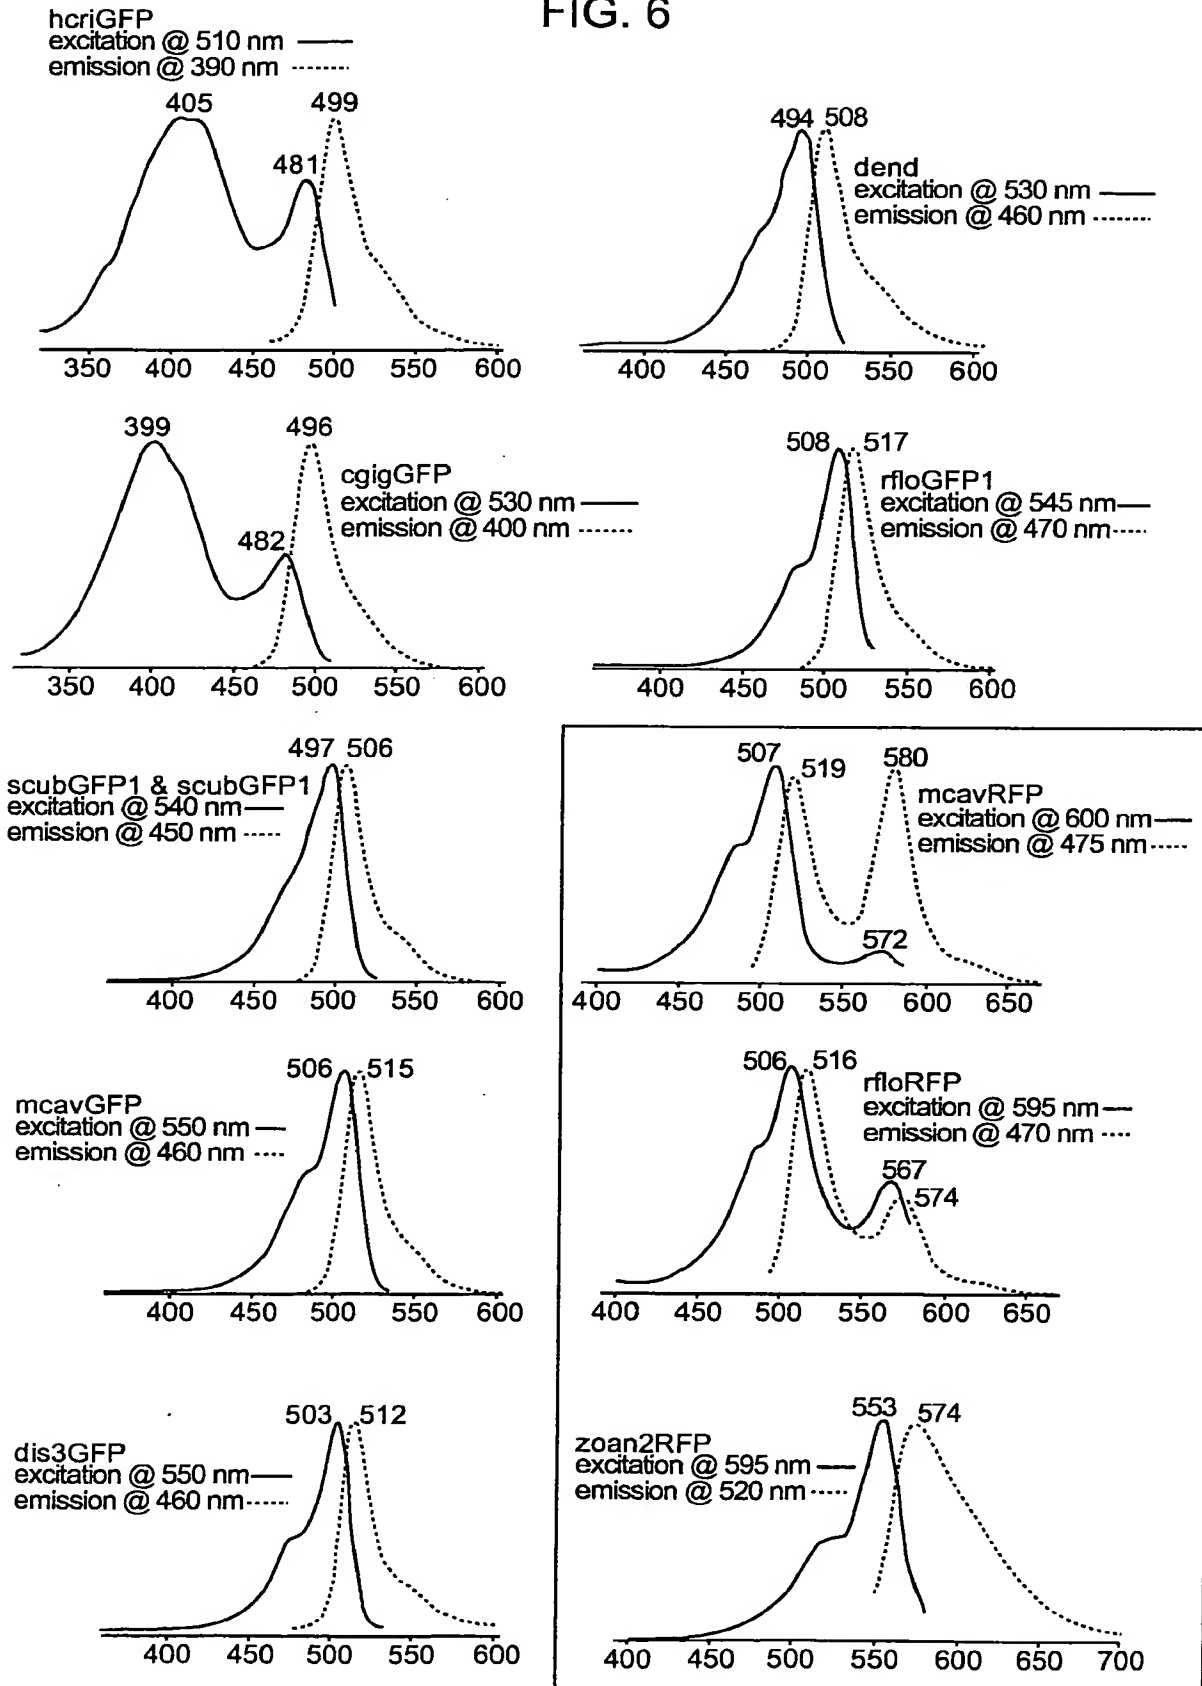 FIG. 6
hcriGFP
excitation @ 510 nm
emission @ 390 nm
405
499
481
350 400 450 500 550 600
494 508
dend
excitation @ 530 nm
emission @ 460 nm
400 450 500 550 600
399
496
482
cgigGFP
excitation @ 530 nm
emission @ 400 nm
350 400 450 500 550 600
508 517
rfloGFP1
excitation @ 545 nm
emission @ 470 nm
400 450 500 550 600
497 506
scubGFP1 & scubGFP1
excitation @ 540 nm
emission @ 450 nm
400 450 500 550 600
507
519
580
572
mcavRFP
excitation @ 600 nm
emission @ 475 nm
400 450 500 550 600 650
506 515
mcavGFP
excitation @ 550 nm
emission @ 460 nm
400 450 500 550 600
506 516
rfloRFP
excitation @ 595 nm
emission @ 470 nm
567
574
400 450 500 550 600 650
503 512
dis3GFP
excitation @ 550 nm
emission @ 460 nm
400 450 500 550 600
553 574
zoan2RFP
excitation @ 595 nm
emission @ 520 nm
400 450 500 550 600 650 700